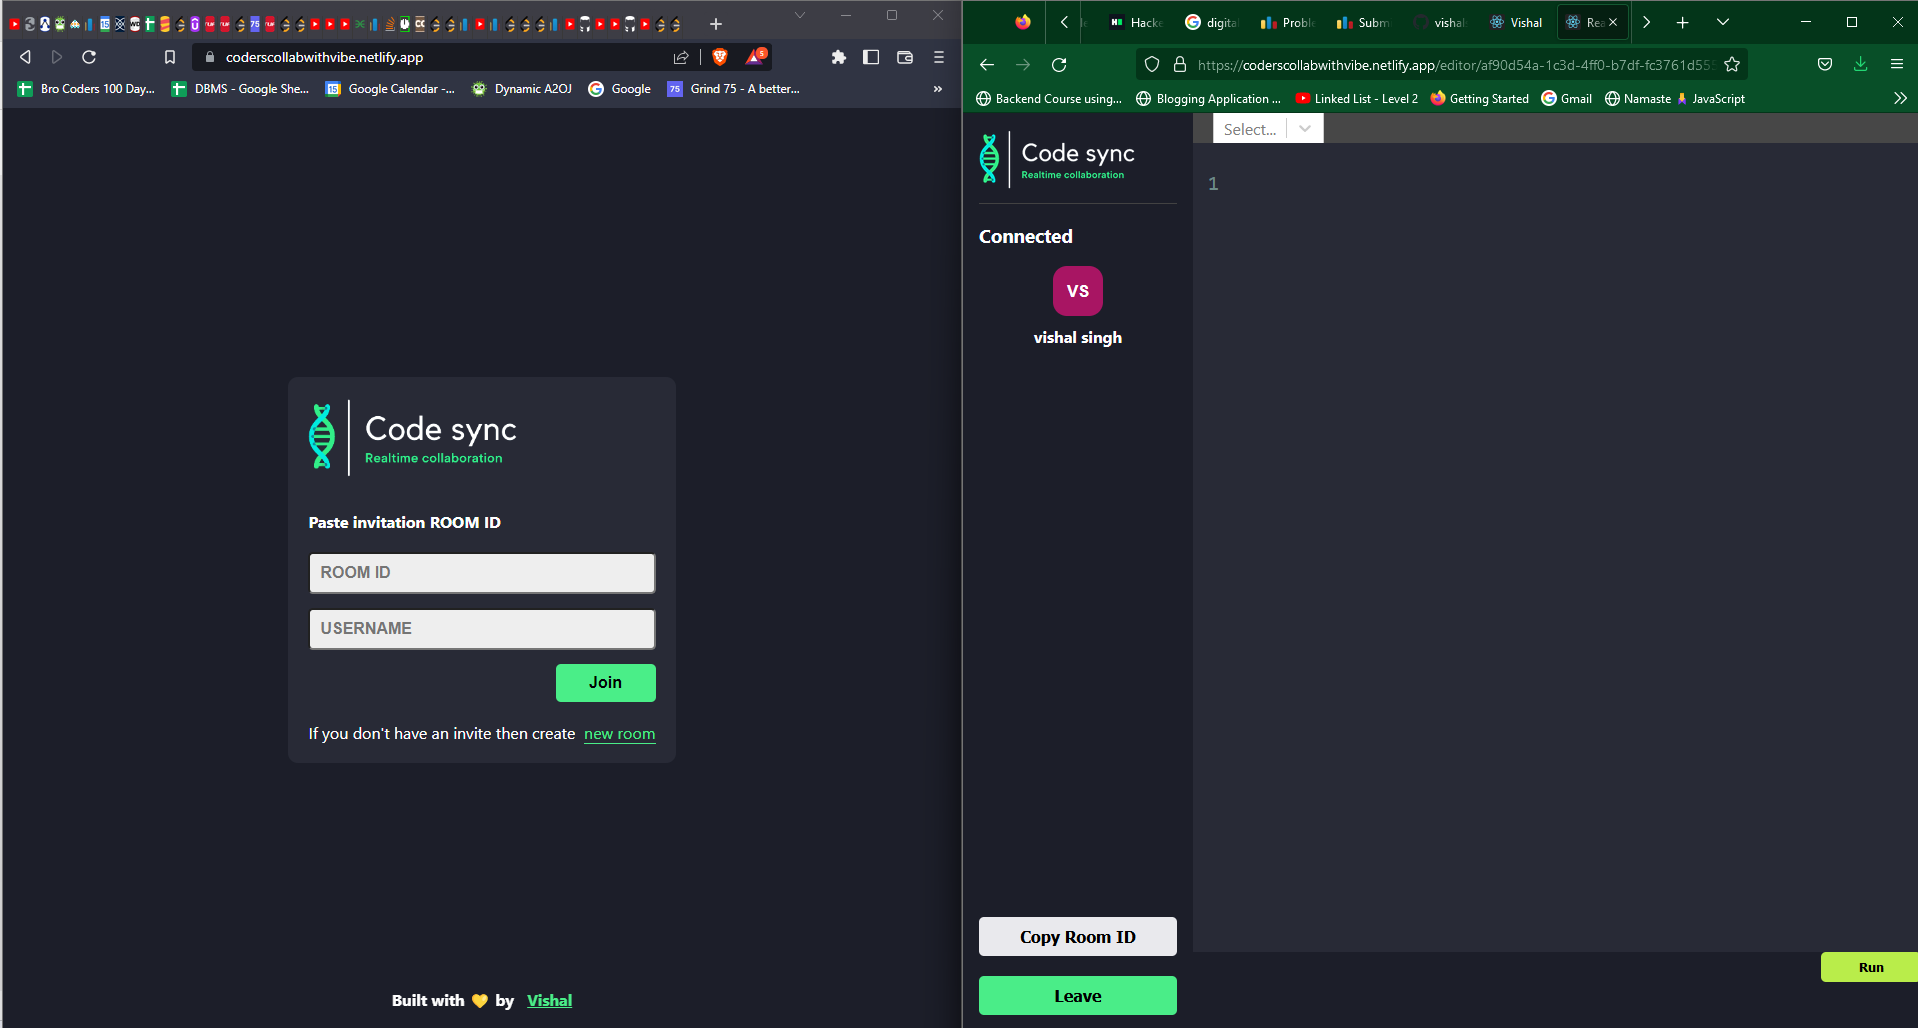 coderscollabwithvibe.netlify.app
5
Bro Coders 100 Day...
DBMS - Google She...
Google Calendar -...
Dynamic A2OJ
Google
Grind 75 - A better...
»
Code sync
Realtime collaboration
Paste invitation ROOM ID
ROOM ID
USERNAME
Join
If you don't have an invite then create new room
Built with 💛 by Vishal
Hacke
digital
Proble
Subm
vishal
Vishal
Rea
https://coderscollabwithvibe.netlify.app/editor/af90d54a-1c3d-4ff0-b7df-fc3761d555
Backend Course using...
Blogging Application ...
Linked List - Level 2
Getting Started
Gmail
Namaste 🙏 JavaScript
Code sync
Realtime collaboration
Connected
VS
vishal singh
Copy Room ID
Leave
Select...
1
Run